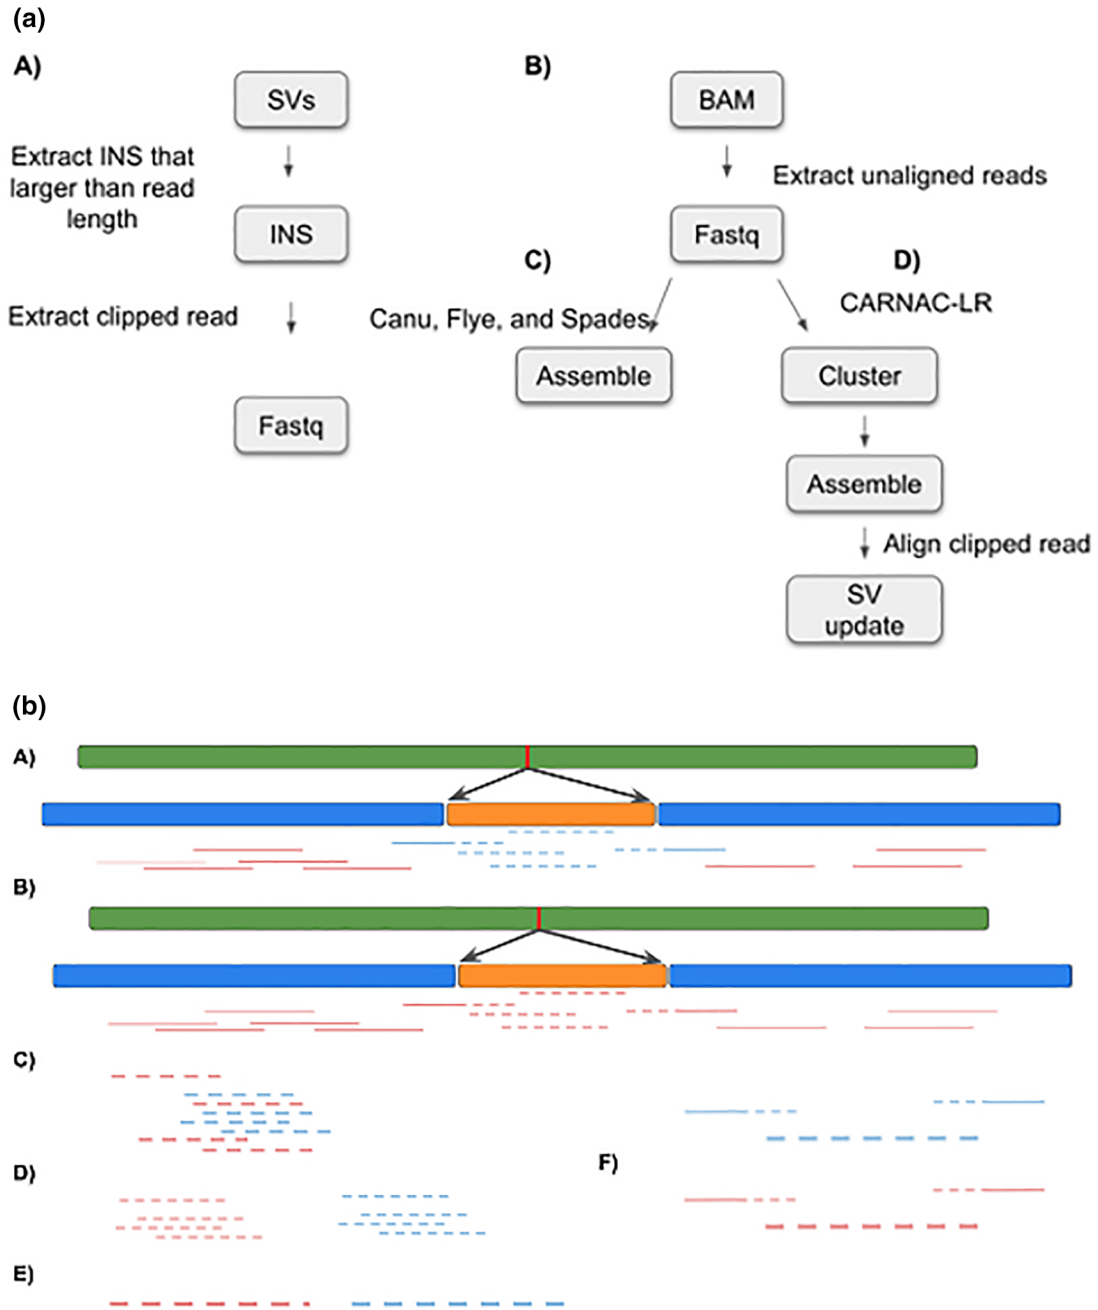 (a)
A)
B)
SVs
BAM
Extract INS that
larger than read
length
Extract unaligned reads
INS
Fastq
C)
D)
Extract clipped read
Canu, Flye, and Spades
CARNAC-LR
Assemble
Cluster
Fastq
Assemble
Align clipped read
SV
update
(b)
A)
B)
C)
D)
F)
E)